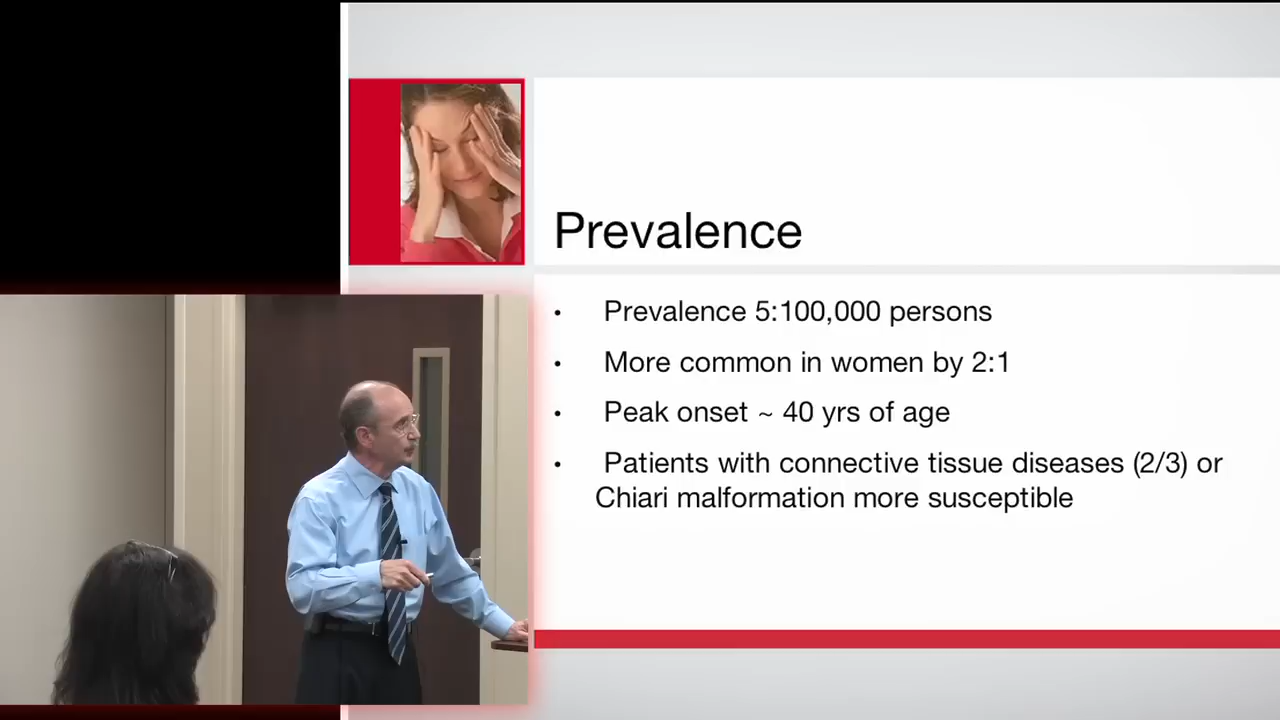 Prevalence
• Prevalence 5:100,000 persons
• More common in women by 2:1
• Peak onset ~ 40 yrs of age
• Patients with connective tissue diseases (2/3) or
Chiari malformation more susceptible